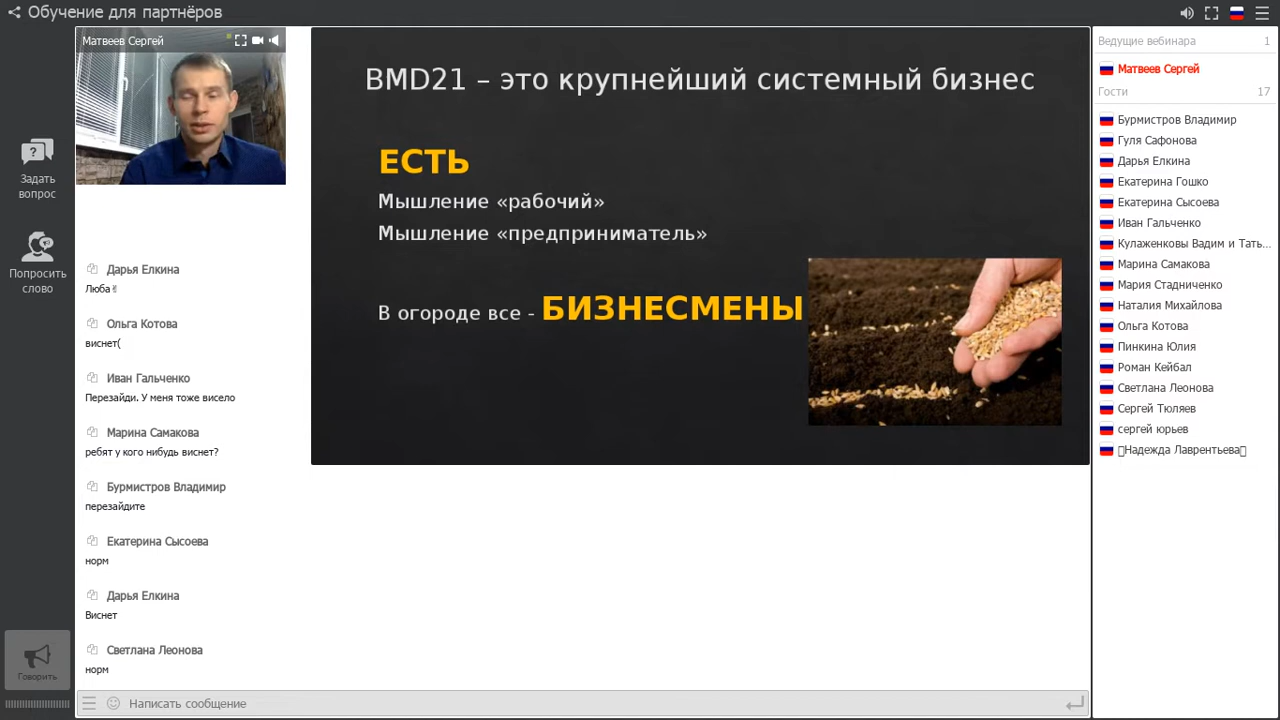 Обучение для партнёров
Матвеев Сергей
Задать
вопрос
Попросить
слово
Говорить
Дарья Елкина
Люба✌
Ольга Котова
виснет(
Иван Гальченко
Перезайди. У меня тоже висело
Марина Самакова
ребят у кого нибудь виснет?
Бурмистров Владимир
перезайдите
Екатерина Сысоева
норм
Дарья Елкина
Виснет
Светлана Леонова
норм
Написать сообщение
BMD21 – это крупнейший системный бизнес
ЕСТЬ
Мышление «рабочий»
Мышление «предприниматель»
В огороде все - БИЗНЕСМЕНЫ
Ведущие вебинара 1
Матвеев Сергей
Гости 17
Бурмистров Владимир
Гуля Сафонова
Дарья Елкина
Екатерина Гошко
Екатерина Сысоева
Иван Гальченко
Кулаженковы Вадим и Тать...
Марина Самакова
Мария Стадниченко
Наталия Михайлова
Ольга Котова
Пинкина Юлия
Роман Кейбал
Светлана Леонова
Сергей Тюляев
сергей юрьев
▯Надежда Лаврентьева▯